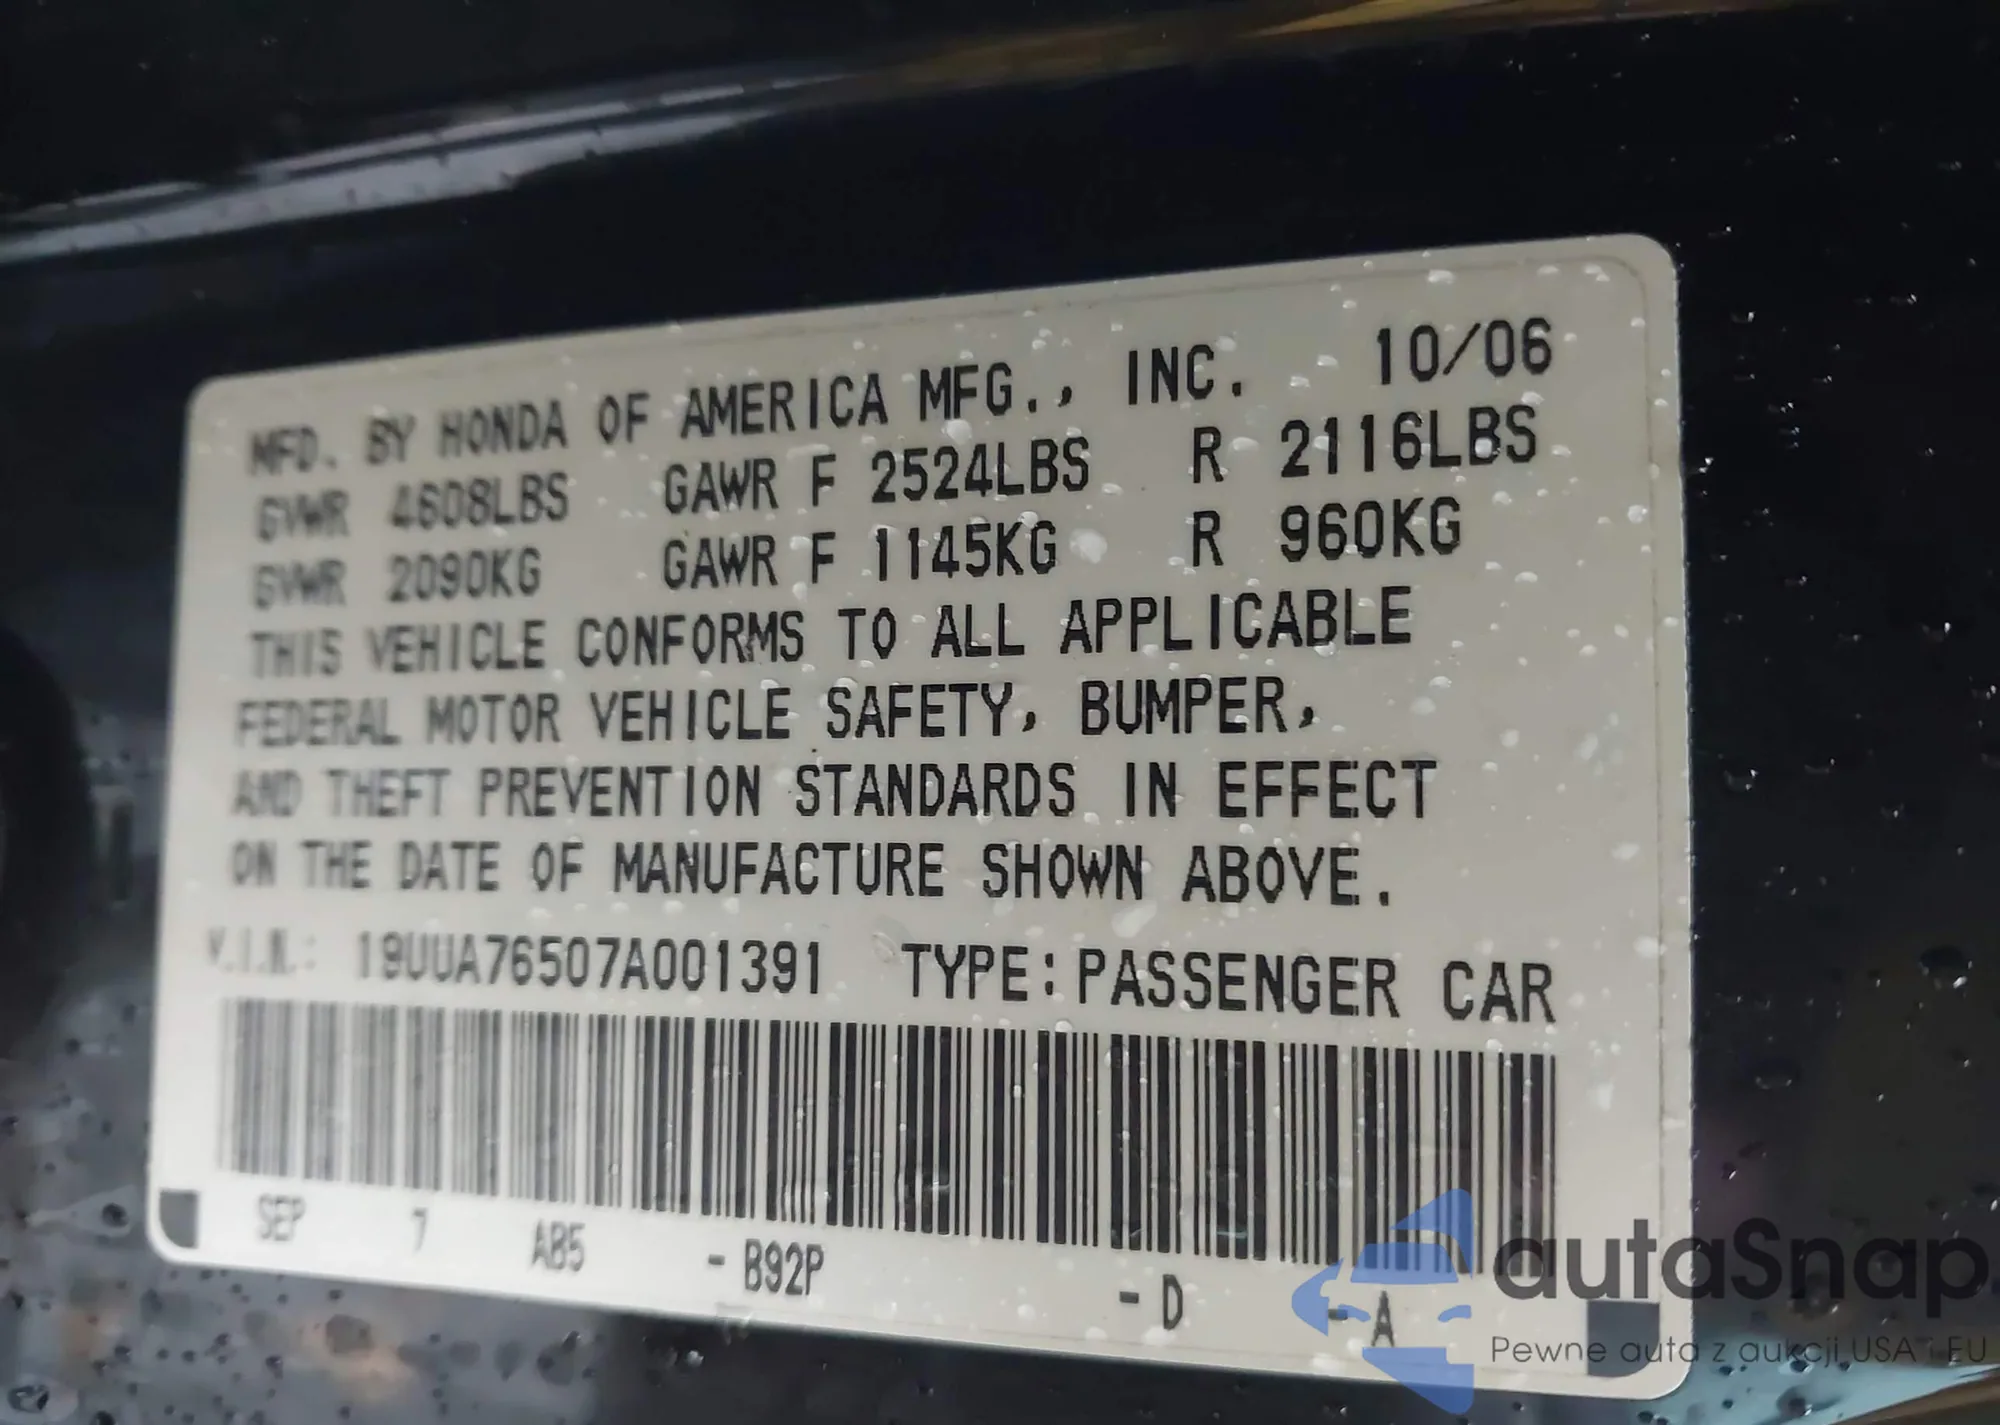 MFD. BY HONDA OF AMERICA MFG., INC. 10/06
GVWR 4608LBS GAWR F 2524LBS R 2116LBS
GVWR 2090KG GAWR F 1145KG R 960KG
THIS VEHICLE CONFORMS TO ALL APPLICABLE
FEDERAL MOTOR VEHICLE SAFETY, BUMPER,
AND THEFT PREVENTION STANDARDS IN EFFECT
ON THE DATE OF MANUFACTURE SHOWN ABOVE.
V.I.N.: 19UUA76507A001391 TYPE:PASSENGER CAR
SEP 7 AB5 - B92P - D - A
autaSnap
Pewne auta z aukcji USA i EU